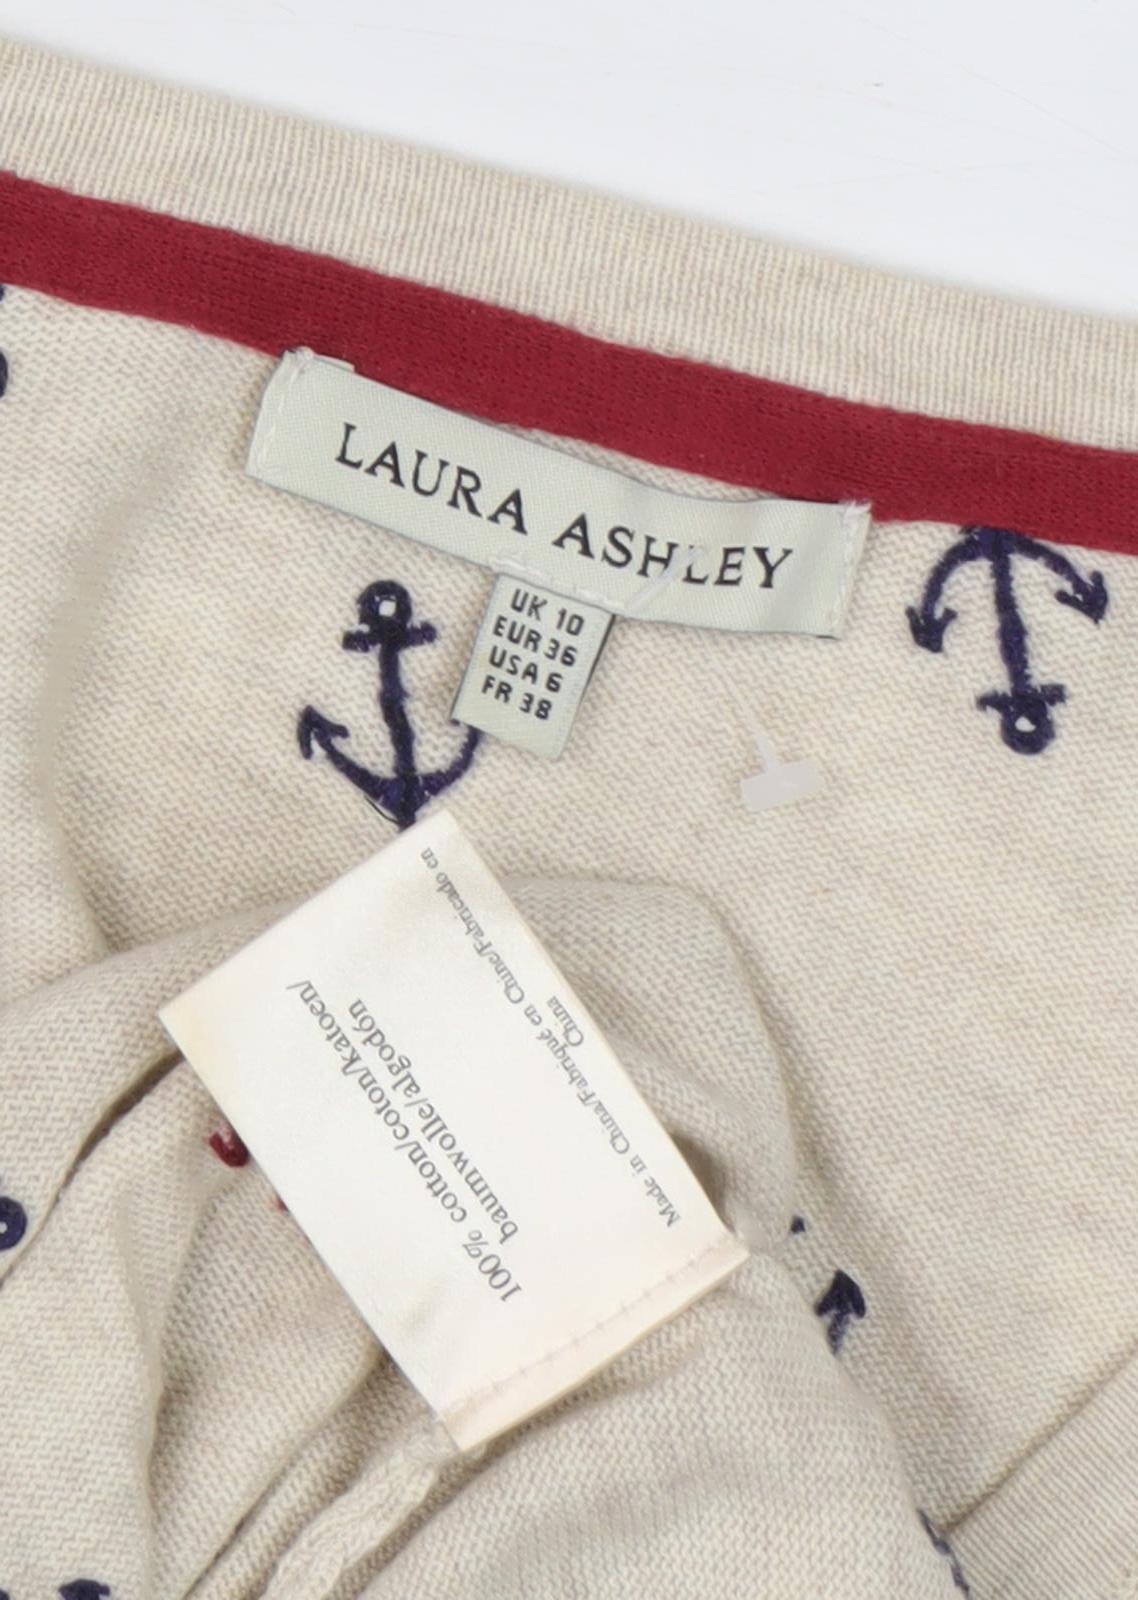 LAURA ASHLEY
UK 10
EUR 36
USA 6
FR 38
100% cotton/coton/katoen/
baumwolle/algodón
Made in China/Fabriqué en Chine/Fabricado en
China